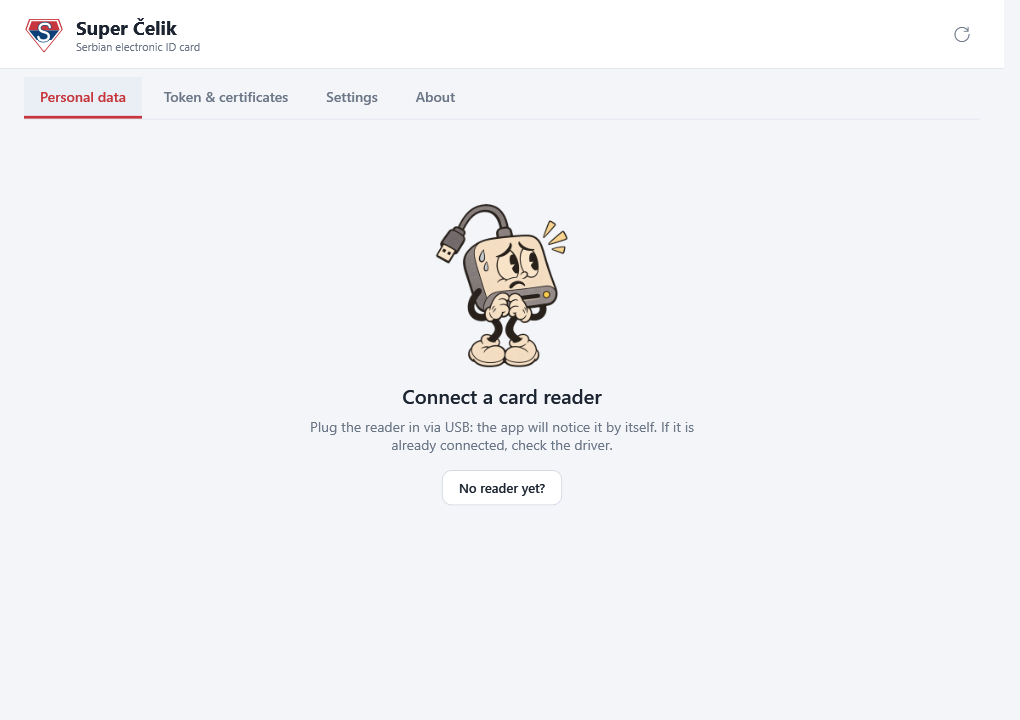 S
Super Čelik
Serbian electronic ID card
Personal data
Token & certificates
Settings
About
Connect a card reader
Plug the reader in via USB: the app will notice it by itself. If it is
already connected, check the driver.
No reader yet?